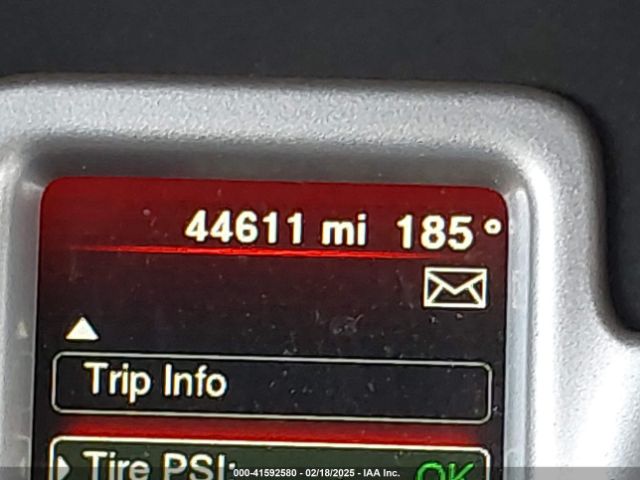 44611 mi 185°
Trip Info
Tire PSI: OK
000-41592580 - 02/18/2025 - IAA Inc.